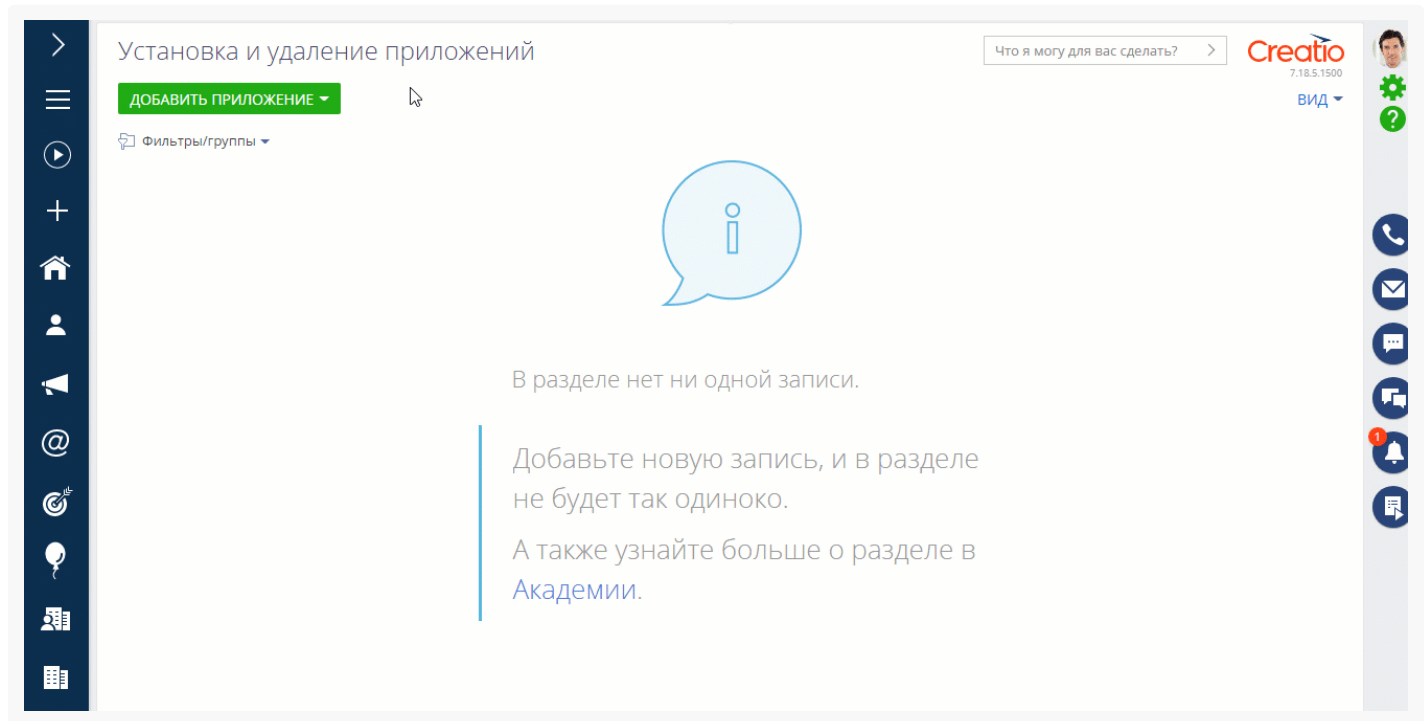 Установка и удаление приложений
Что я могу для вас сделать?
Creatio
7.18.5.1500
ДОБАВИТЬ ПРИЛОЖЕНИЕ
ВИД
Фильтры/группы
В разделе нет ни одной записи.
Добавьте новую запись, и в разделе
не будет так одиноко.
А также узнайте больше о разделе в
Академии.
1